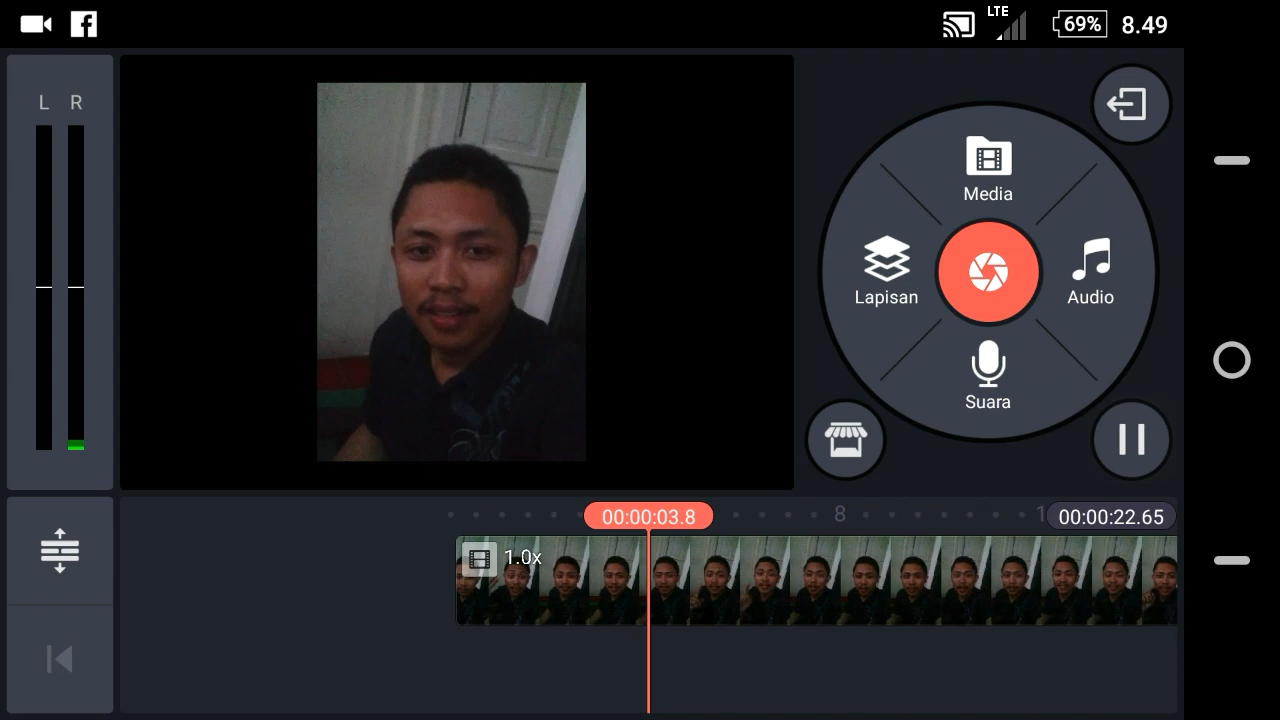 LTE
69%
8.49
L R
Media
Lapisan
Audio
Suara
00:00:03.8
8
1
00:00:22.65
1.0x